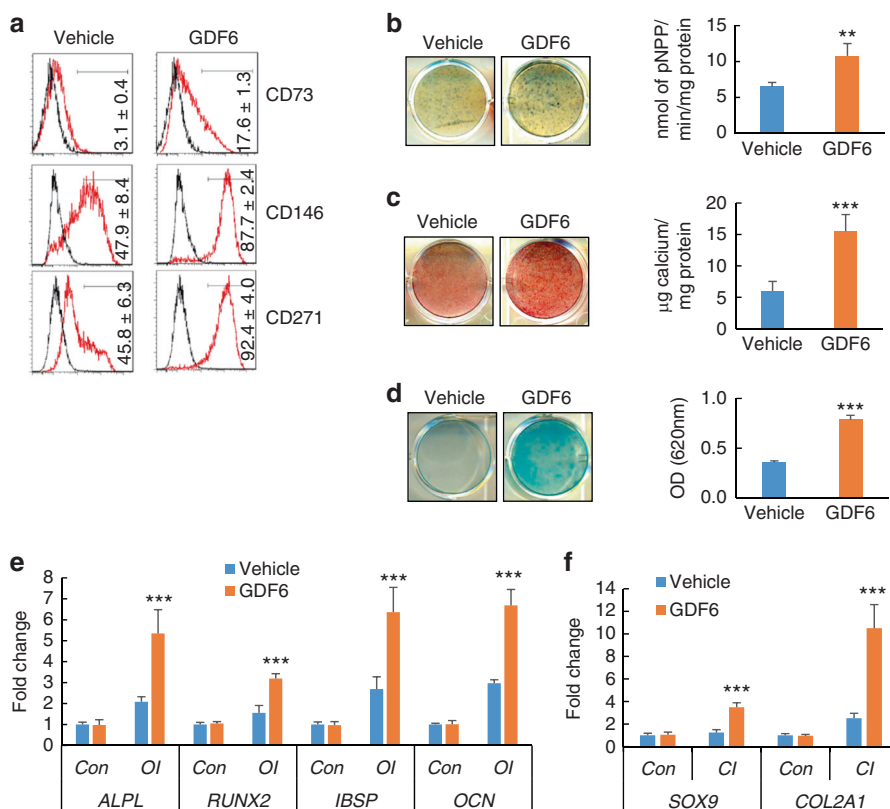 a
Vehicle GDF6
3.1 ± 0.4
17.6 ± 1.3
CD73
47.9 ± 8.4
87.7 ± 2.4
CD146
45.8 ± 6.3
92.4 ± 4.0
CD271
b
Vehicle GDF6
nmol of pNPP/
min/mg protein
15
10
5
0
**
Vehicle GDF6
c
Vehicle GDF6
µg calcium/
mg protein
20
15
10
5
0
***
Vehicle GDF6
d
Vehicle GDF6
OD (620nm)
1.0
0.5
0.0
***
Vehicle GDF6
e
Fold change
8
7
6
5
4
3
2
1
0
Vehicle
GDF6
*** *** *** ***
Con OI Con OI Con OI Con OI
ALPL RUNX2 IBSP OCN
f
Fold change
14
12
10
8
6
4
2
0
Vehicle
GDF6
*** ***
Con CI Con CI
SOX9 COL2A1